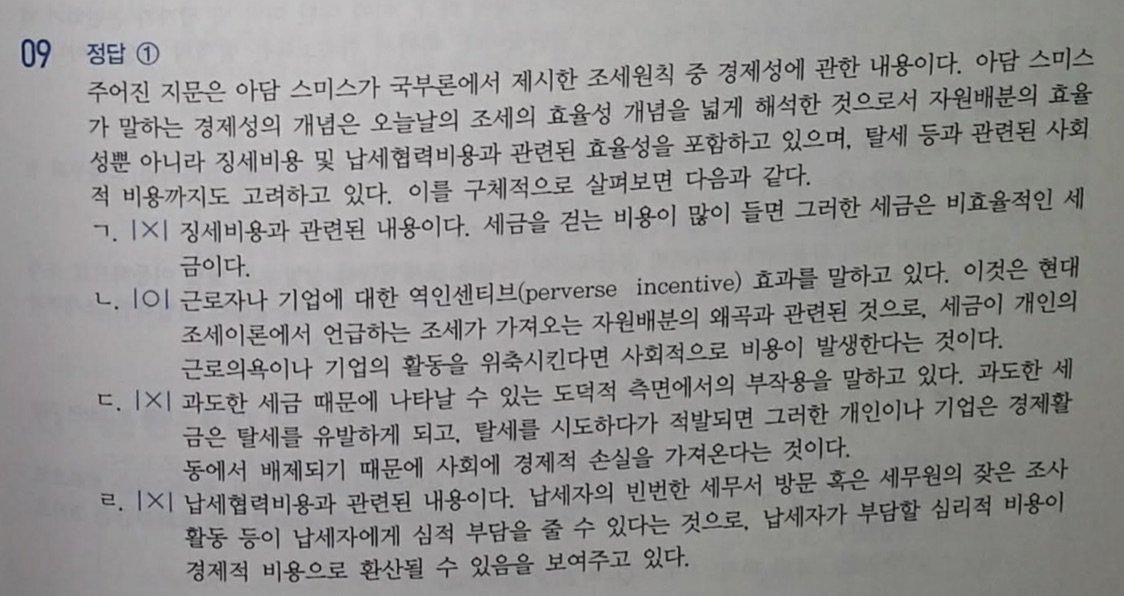 09 정답 ①
주어진 지문은 아담 스미스가 국부론에서 제시한 조세원칙 중 경제성에 관한 내용이다. 아담 스미스
가 말하는 경제성의 개념은 오늘날의 조세의 효율성 개념을 넓게 해석한 것으로서 자원배분의 효율
성뿐 아니라 징세비용 및 납세협력비용과 관련된 효율성을 포함하고 있으며, 탈세 등과 관련된 사회
적 비용까지도 고려하고 있다. 이를 구체적으로 살펴보면 다음과 같다.
ㄱ. |×| 징세비용과 관련된 내용이다. 세금을 걷는 비용이 많이 들면 그러한 세금은 비효율적인 세
금이다.
ㄴ. |○| 근로자나 기업에 대한 역인센티브(perverse incentive) 효과를 말하고 있다. 이것은 현대
조세이론에서 언급하는 조세가 가져오는 자원배분의 왜곡과 관련된 것으로, 세금이 개인의
근로의욕이나 기업의 활동을 위축시킨다면 사회적으로 비용이 발생한다는 것이다.
ㄷ. |×| 과도한 세금 때문에 나타날 수 있는 도덕적 측면에서의 부작용을 말하고 있다. 과도한 세
금은 탈세를 유발하게 되고, 탈세를 시도하다가 적발되면 그러한 개인이나 기업은 경제활
동에서 배제되기 때문에 사회에 경제적 손실을 가져온다는 것이다.
ㄹ. |×| 납세협력비용과 관련된 내용이다. 납세자의 빈번한 세무서 방문 혹은 세무원의 잦은 조사
활동 등이 납세자에게 심적 부담을 줄 수 있다는 것으로, 납세자가 부담할 심리적 비용이
경제적 비용으로 환산될 수 있음을 보여주고 있다.